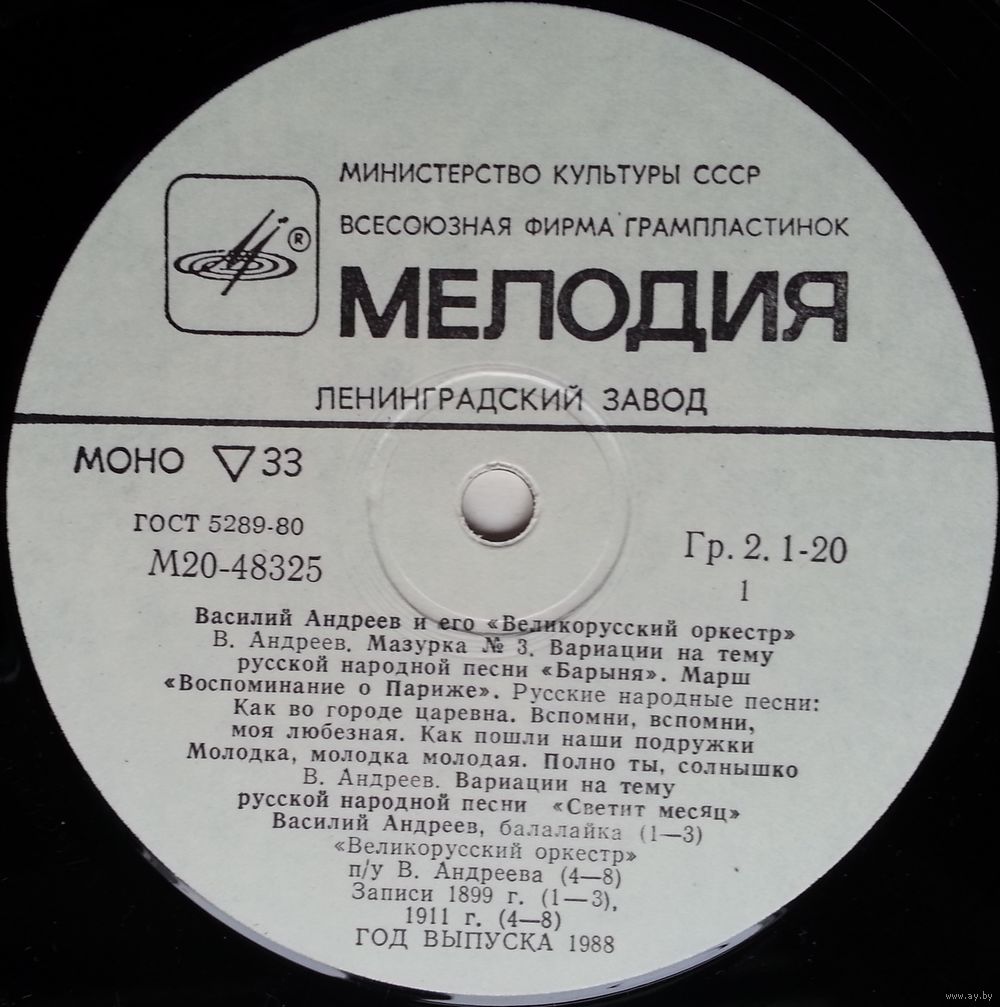 МИНИСТЕРСТВО КУЛЬТУРЫ СССР
ВСЕСОЮЗНАЯ ФИРМА ГРАМПЛАСТИНОК
®
МЕЛОДИЯ
ЛЕНИНГРАДСКИЙ ЗАВОД
МОНО ▽ 33
ГОСТ 5289-80
М20-48325
Гр. 2. 1-20
1
Василий Андреев и его «Великорусский оркестр»
В. Андреев. Мазурка № 3. Вариации на тему
русской народной песни «Барыня». Марш
«Воспоминание о Париже». Русские народные песни:
Как во городе царевна. Вспомни, вспомни,
моя любезная. Как пошли наши подружки
Молодка, молодка молодая. Полно ты, солнышко
В. Андреев. Вариации на тему
русской народной песни «Светит месяц»
Василий Андреев, балалайка (1—3)
«Великорусский оркестр»
п/у В. Андреева (4—8)
Записи 1899 г. (1—3),
1911 г. (4—8)
ГОД ВЫПУСКА 1988
www.ay.by